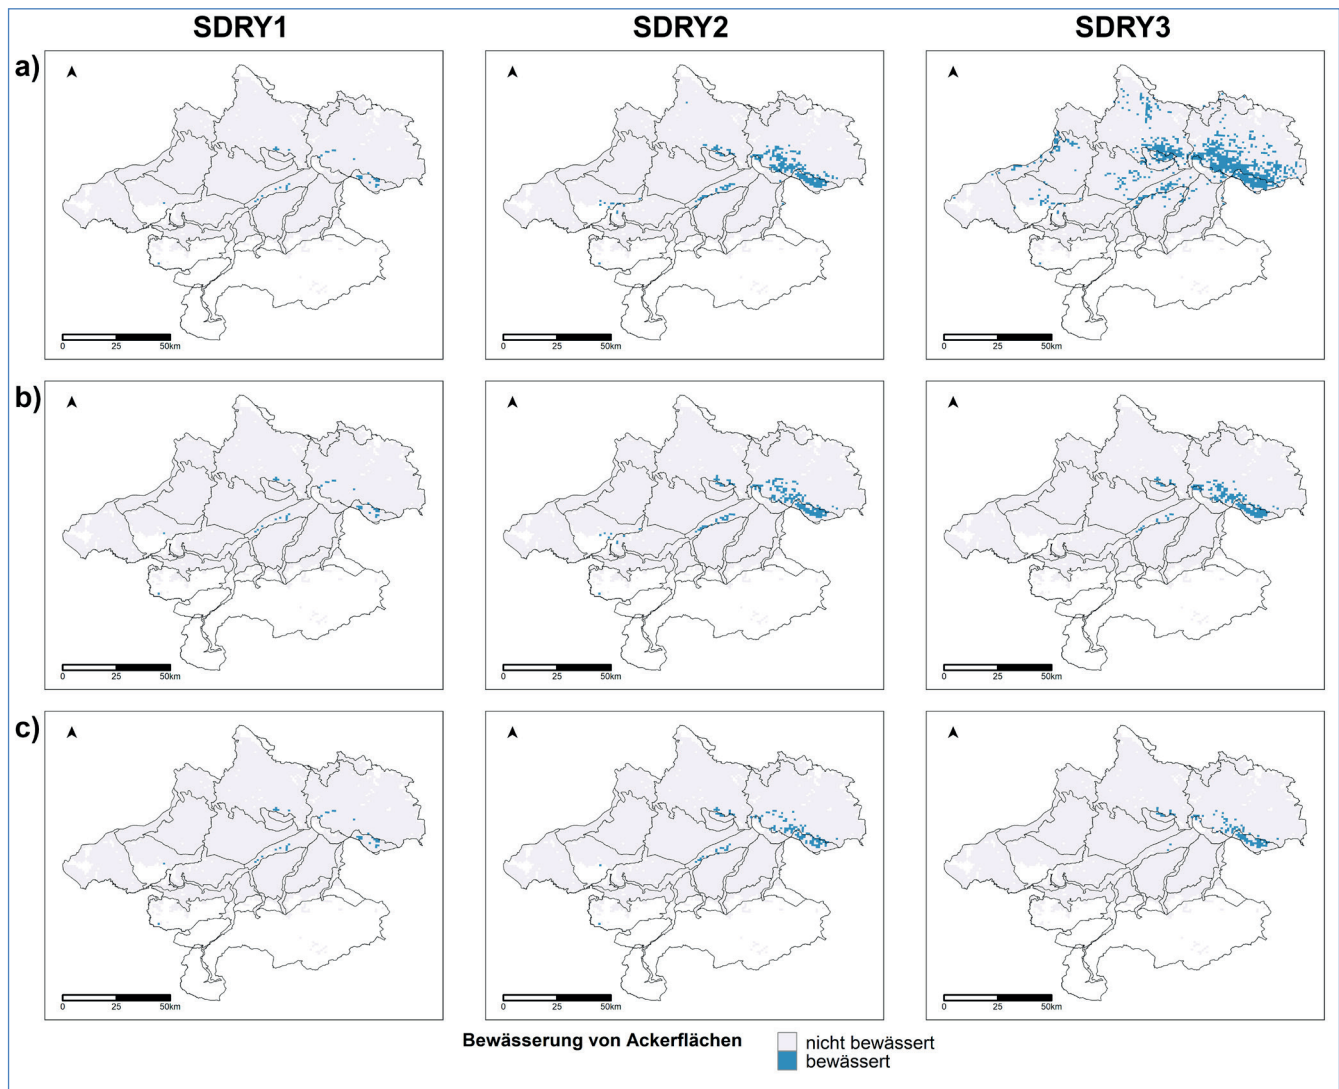 SDRY1 SDRY2 SDRY3
a)
0 25 50km 0 25 50km 0 25 50km
b)
0 25 50km 0 25 50km 0 25 50km
c)
0 25 50km 0 25 50km 0 25 50km
Bewässerung von Ackerflächen nicht bewässert
bewässert